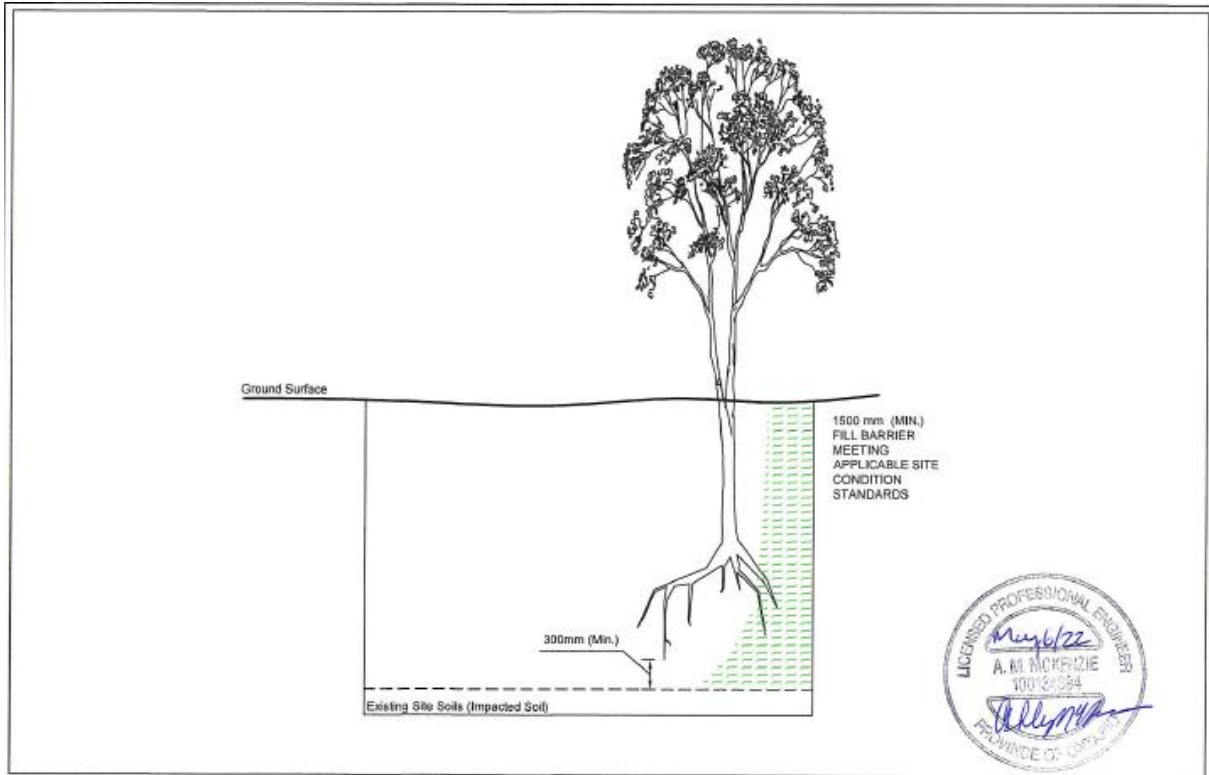 Ground Surface
1500 mm (MIN.)
FILL BARRIER
MEETING
APPLICABLE SITE
CONDITION
STANDARDS
300mm (Min.)
Existing Site Soils (Impacted Soil)
LICENSED PROFESSIONAL ENGINEER
May 6/22
A. M. MCKENZIE
PROVINCE OF ONTARIO